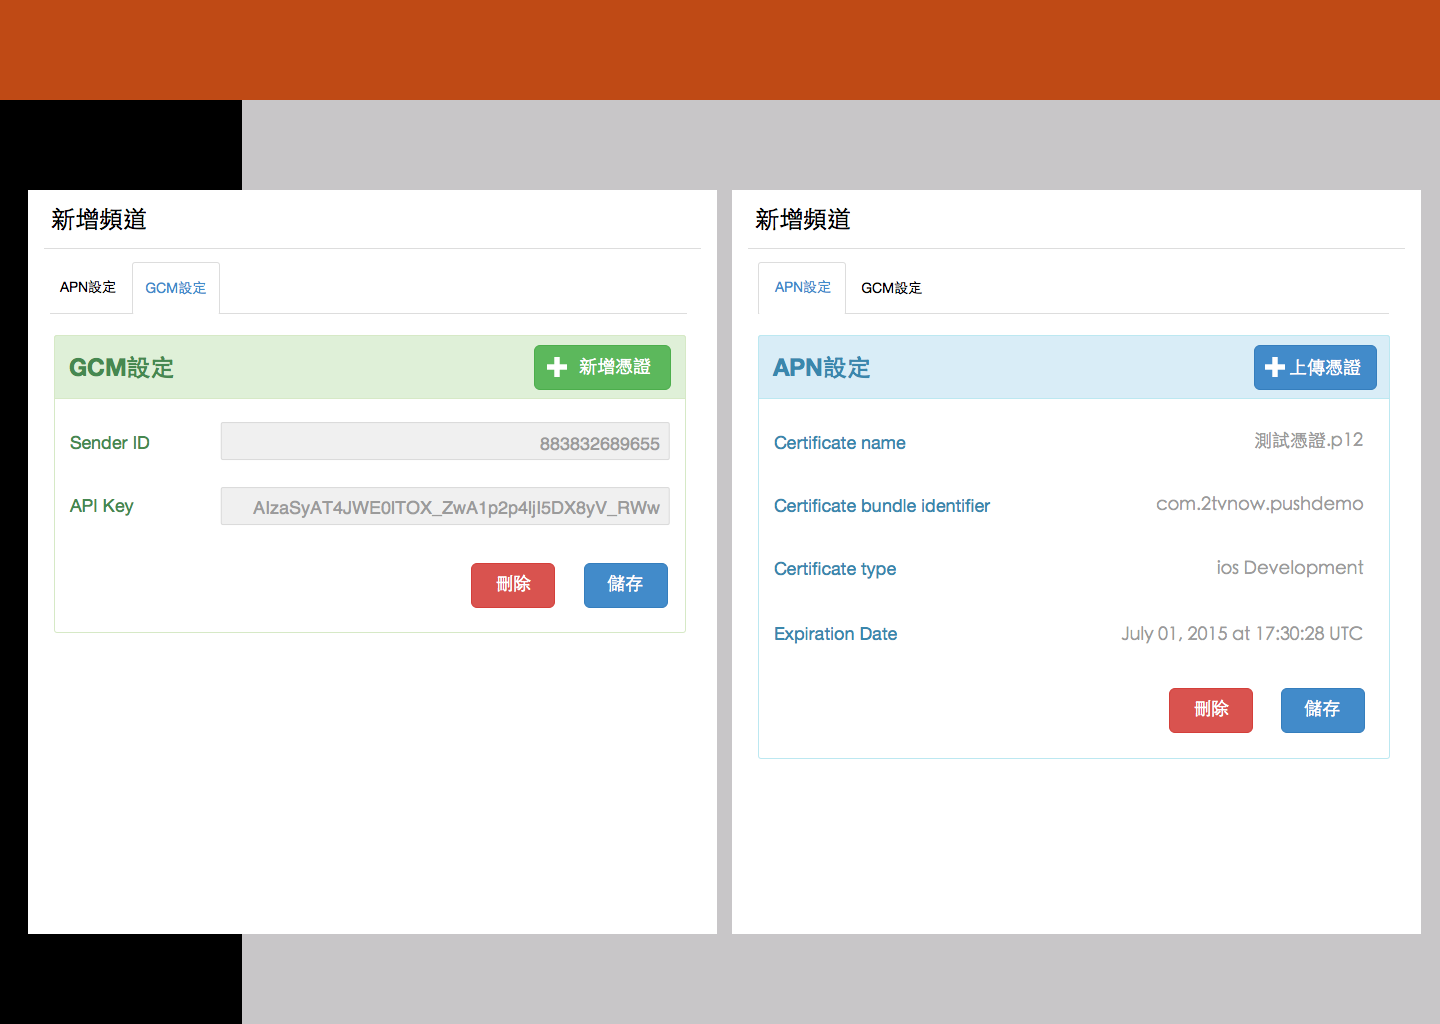 新增頻道
APN設定
GCM設定
GCM設定
新增憑證
Sender ID
883832689655
API Key
AIzaSyAT4JWE0lTOX_ZwA1p2p4ljI5DX8yV_RWw
刪除
儲存
新增頻道
APN設定
GCM設定
APN設定
上傳憑證
Certificate name
測試憑證.p12
Certificate bundle identifier
com.2tvnow.pushdemo
Certificate type
ios Development
Expiration Date
July 01, 2015 at 17:30:28 UTC
刪除
儲存